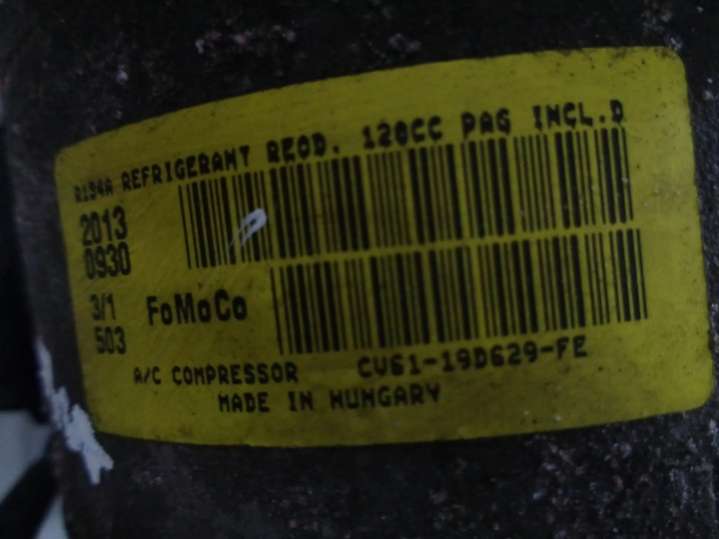 R134A REFRIGERANT REQD. 120CC PAG INCL.D
2013
0930
3/1
503
FoMoCo
A/C COMPRESSOR CV61-19D629-FE
MADE IN HUNGARY